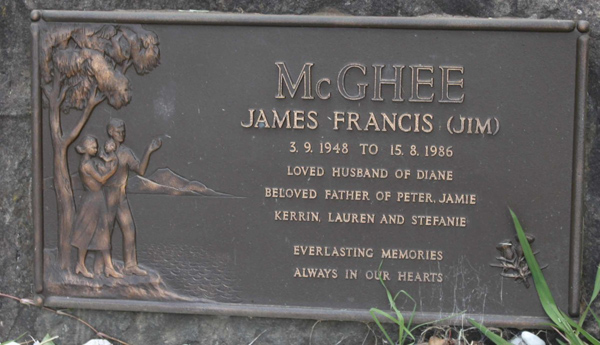 McGHEE
JAMES FRANCIS (JIM)
3. 9. 1948 TO 15. 8. 1986
LOVED HUSBAND OF DIANE
BELOVED FATHER OF PETER, JAMIE
KERRIN, LAUREN AND STEFANIE
EVERLASTING MEMORIES
ALWAYS IN OUR HEARTS